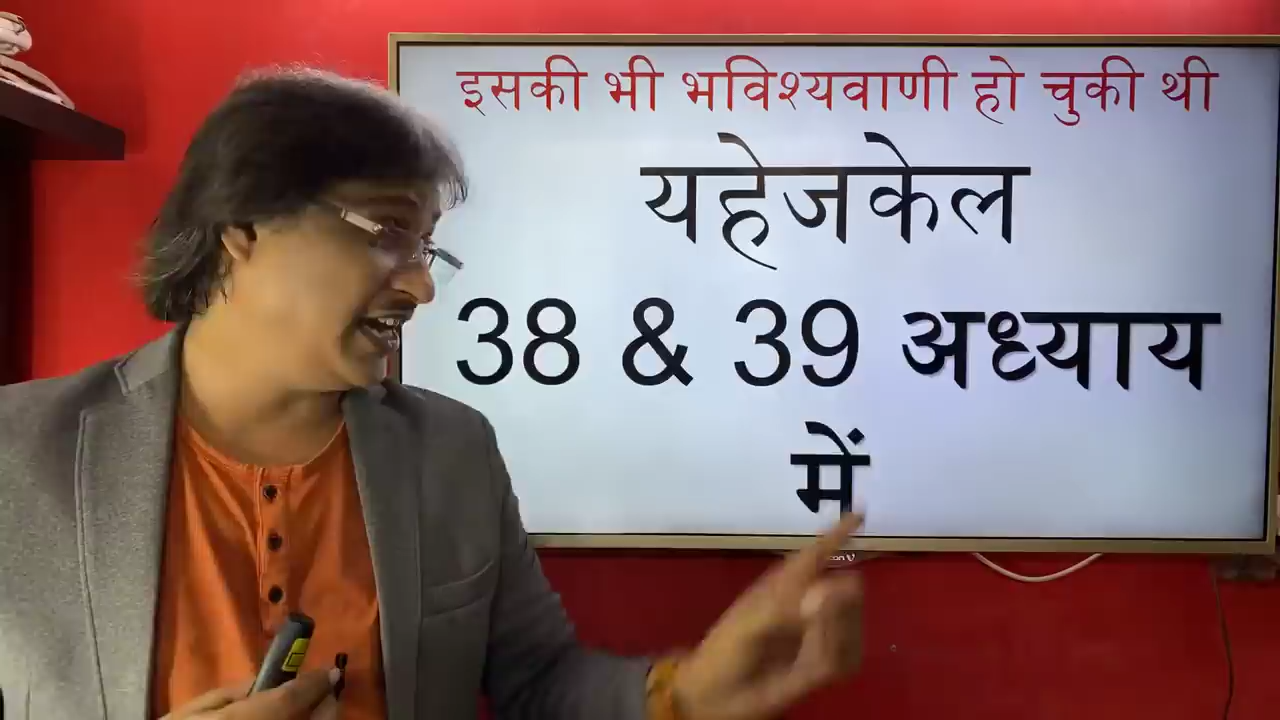 इसकी भी भविश्यवाणी हो चुकी थी
यहेजकेल
38 & 39 अध्याय
में